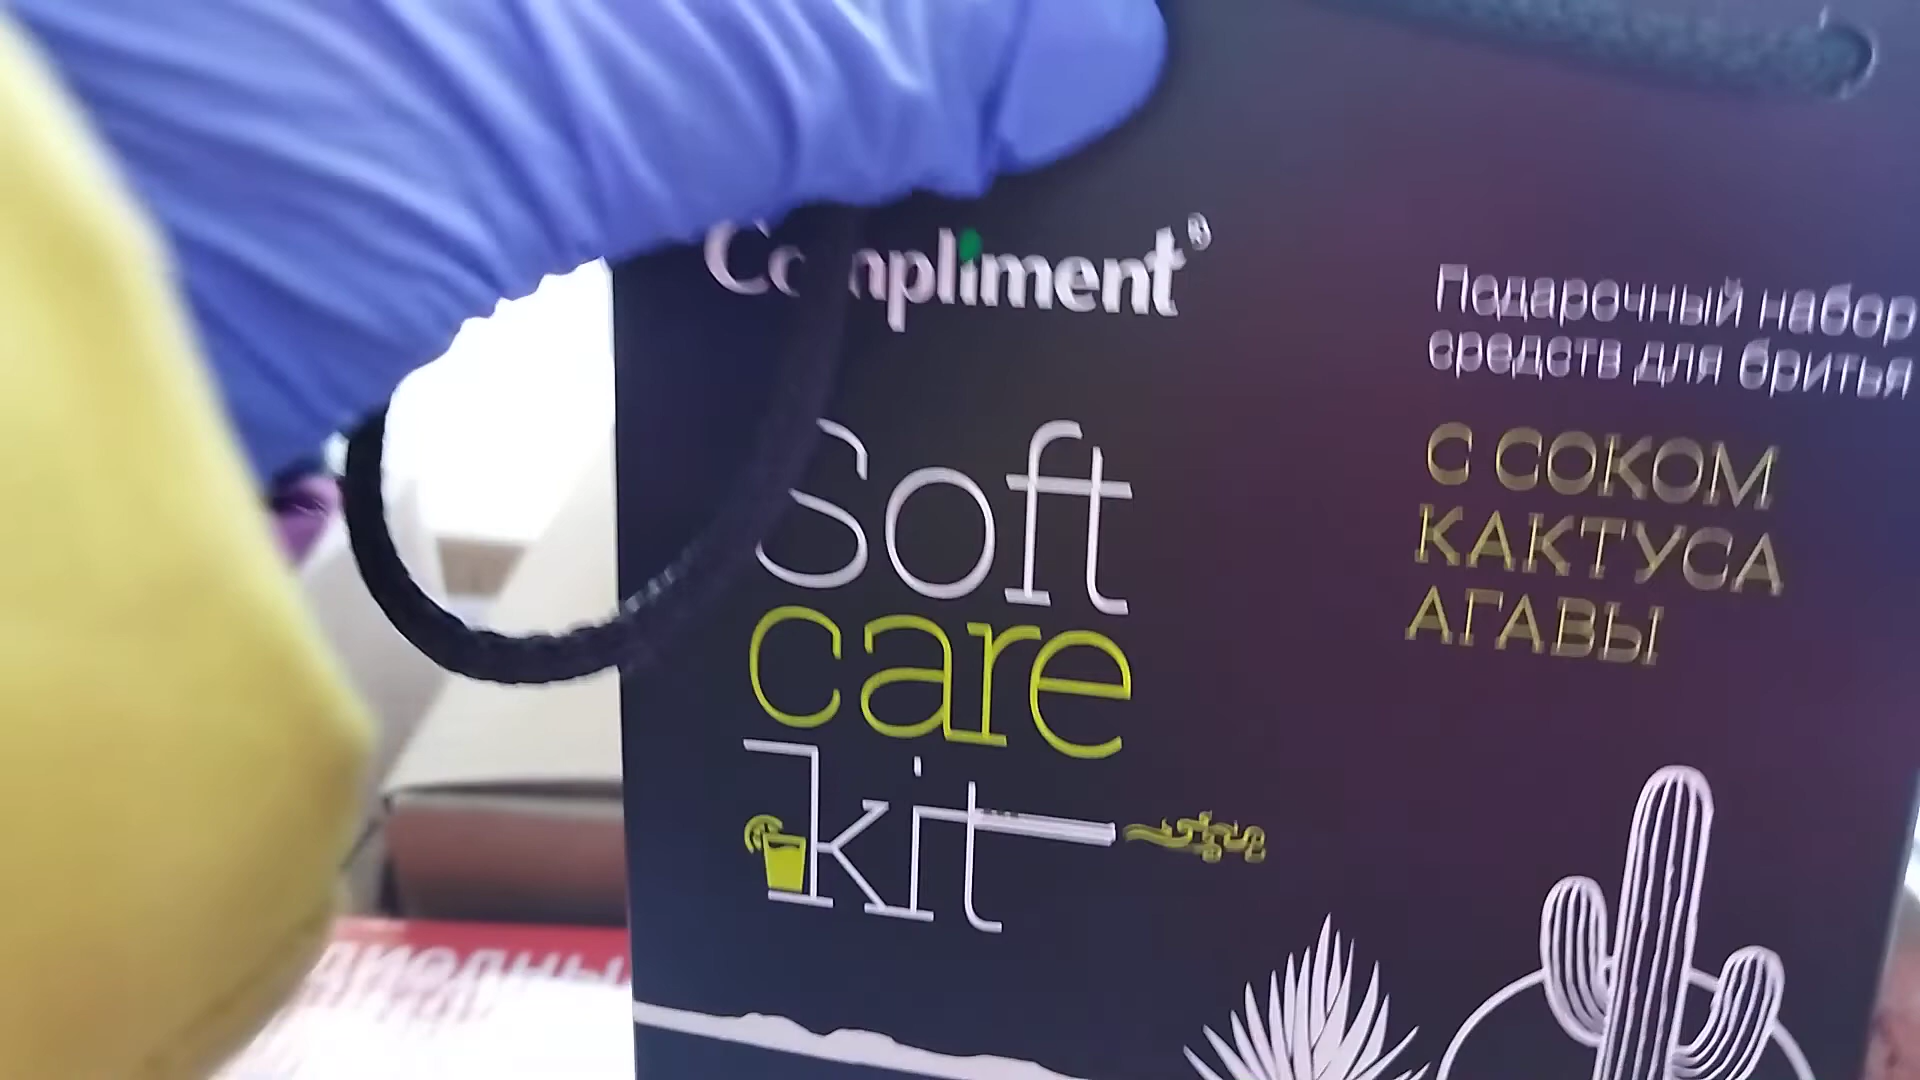 Compliment®
Подарочный набор
средств для бритья
С СОКОМ
КАКТУСА
АГАВЫ
Soft
care
kit